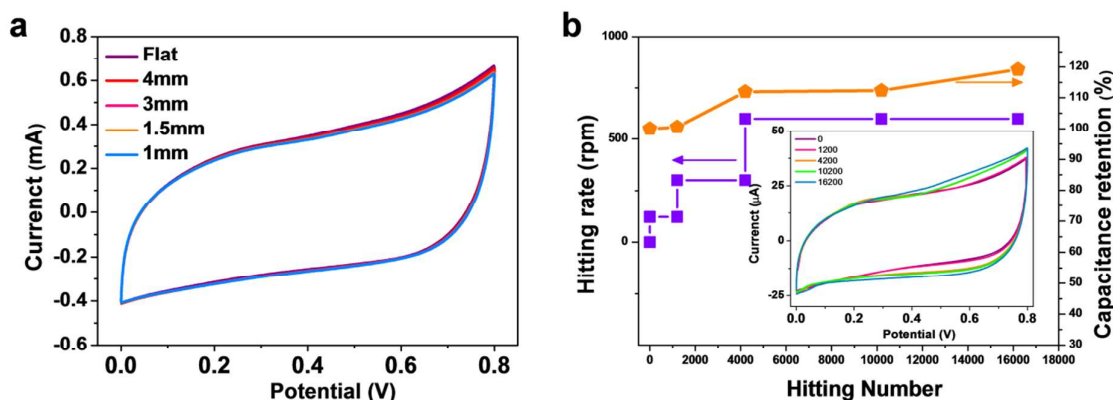 a
0.8
0.6
0.4
0.2
0.0
-0.2
-0.4
-0.6
Currenct (mA)
Flat
4mm
3mm
1.5mm
1mm
0.0 0.2 0.4 0.6 0.8
Potential (V)
b
1000
500
0
Hitting rate (rpm)
120
110
100
90
80
70
60
50
40
30
Capacitance retention (%)
0 2000 4000 6000 8000 10000 12000 14000 16000 18000
Hitting Number
50
25
0
-25
Currenct (μA)
0
1200
4200
10200
16200
0.0 0.2 0.4 0.6 0.8
Potential (V)